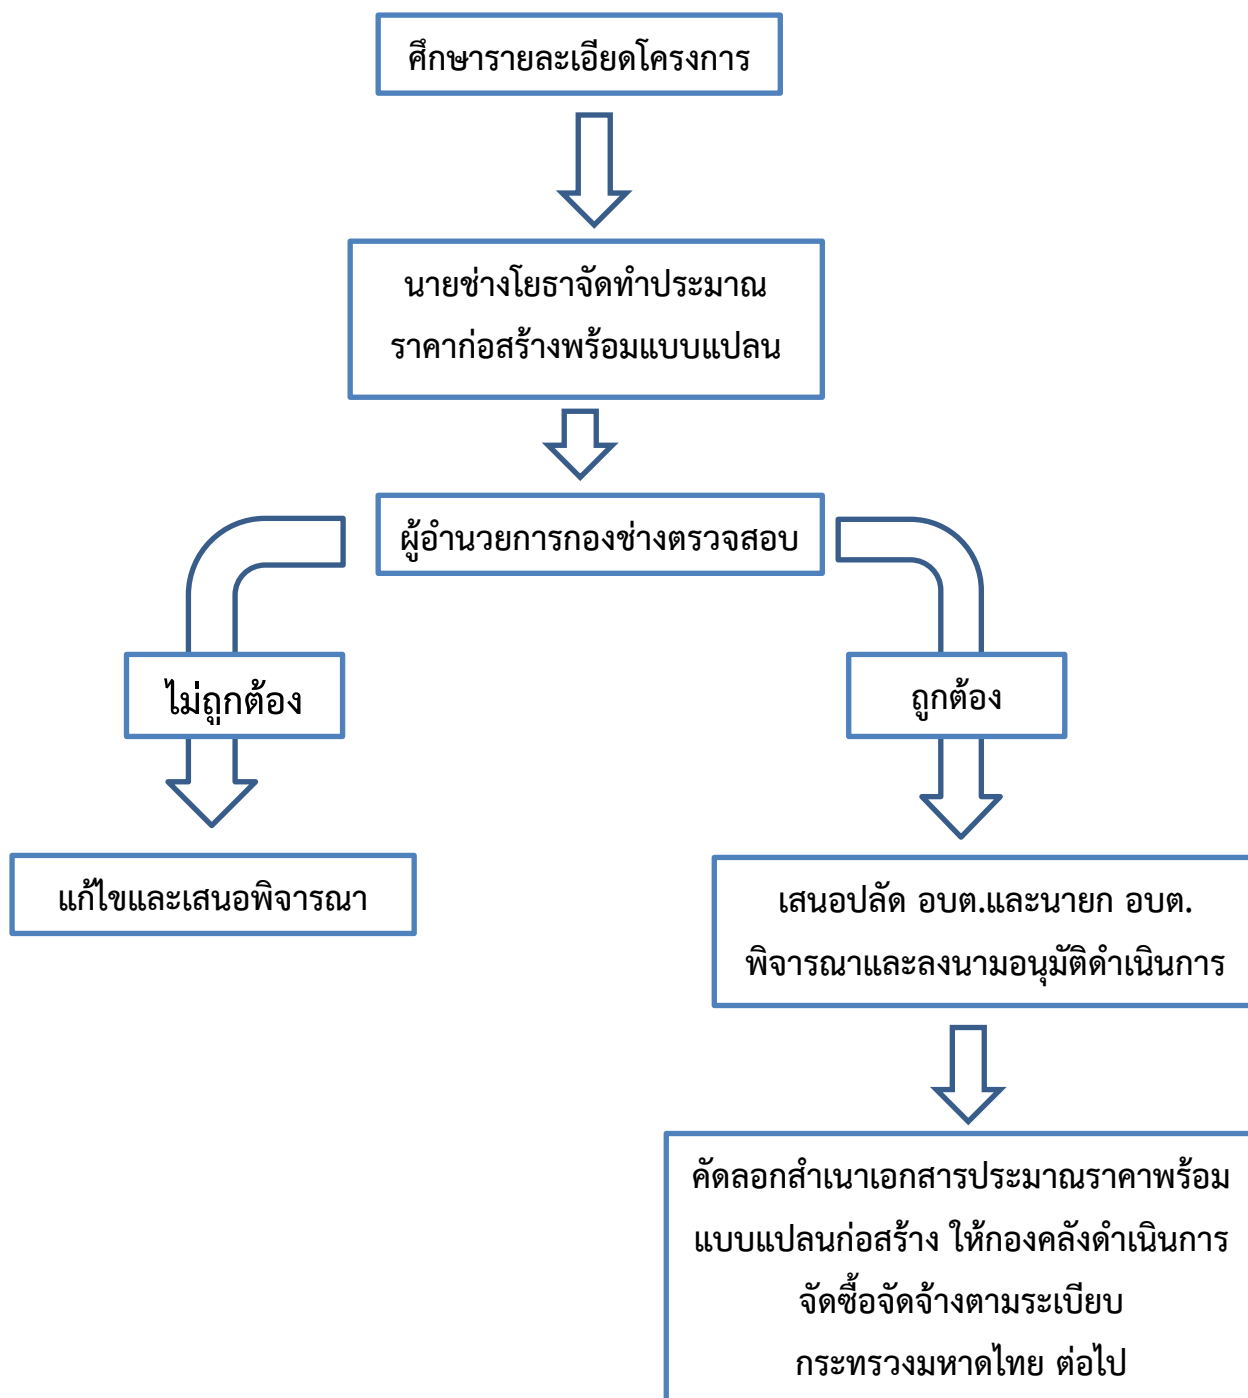 ศึกษารายละเอียดโครงการ
นายช่างโยธาจัดทำประมาณ
ราคาก่อสร้างพร้อมแบบแปลน
ผู้อำนวยการกองช่างตรวจสอบ
ไม่ถูกต้อง
ถูกต้อง
แก้ไขและเสนอพิจารณา
เสนอปลัด อบต.และนายก อบต.
พิจารณาและลงนามอนุมัติดำเนินการ
คัดลอกสำเนาเอกสารประมาณราคาพร้อม
แบบแปลนก่อสร้าง ให้กองคลังดำเนินการ
จัดซื้อจัดจ้างตามระเบียบ
กระทรวงมหาดไทย ต่อไป